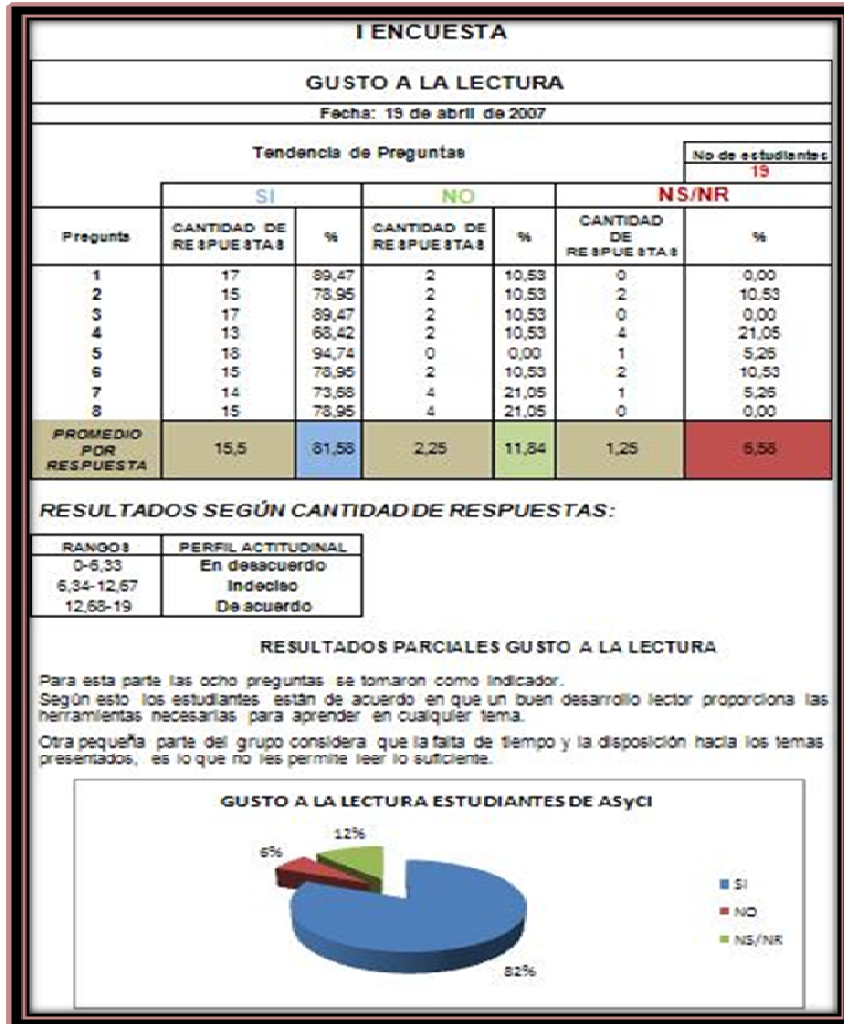 I ENCUESTA
GUSTO A LA LECTURA
Fecha: 19 de abril de 2007
Tendencia de Preguntas
No de estudiantes
19
SI NO NS/NR
Pregunta CANTIDAD DE RESPUESTAS % CANTIDAD DE RESPUESTAS % CANTIDAD DE RESPUESTAS %
1 17 89,47 2 10,53 0 0,00
2 15 78,95 2 10,53 2 10,53
3 17 89,47 2 10,53 0 0,00
4 13 68,42 2 10,53 4 21,05
5 18 94,74 0 0,00 1 5,26
6 15 78,95 2 10,53 2 10,53
7 14 73,68 4 21,05 1 5,26
8 15 78,95 4 21,05 0 0,00
PROMEDIO POR RESPUESTA 15,5 81,58 2,25 11,84 1,25 6,58
RESULTADOS SEGÚN CANTIDAD DE RESPUESTAS:
RANGOS PERFIL ACTITUDINAL
0-6,33 En desacuerdo
6,34-12,67 Indeciso
12,68-19 De acuerdo
RESULTADOS PARCIALES GUSTO A LA LECTURA
Para esta parte las ocho preguntas se tomaron como indicador.
Según esto los estudiantes están de acuerdo en que un buen desarrollo lector proporciona las
herramientas necesarias para aprender en cualquier tema.
Otra pequeña parte del grupo considera que la falta de tiempo y la disposición hacia los temas
presentados, es lo que no les permite leer lo suficiente.
GUSTO A LA LECTURA ESTUDIANTES DE ASyCI
12%
6%
SI
NO
NS/NR
82%